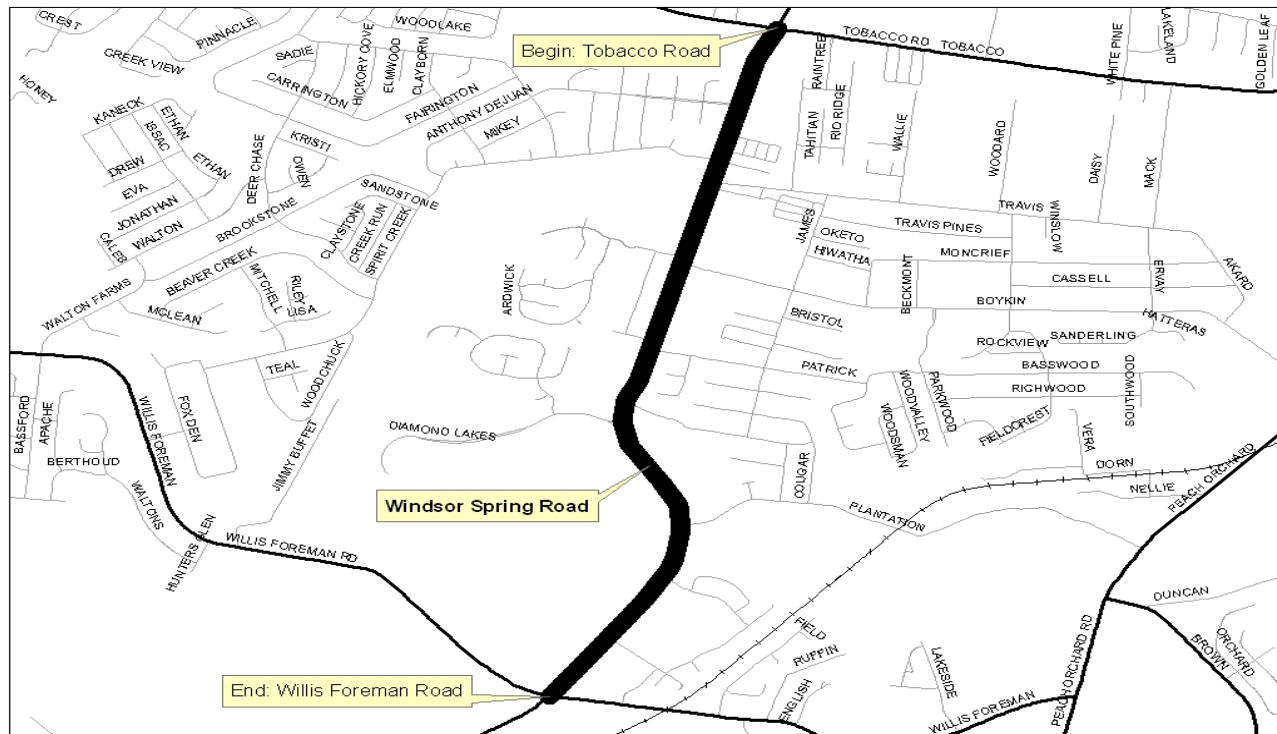 CREST
PINNACLE
WOODLAKE
GREEN VIEW
SADIE
HICKORY COVE
ELMWOOD
CLAYBORN
Begin: Tobacco Road
TOBACCO RD
TOBACCO
WHITE PINE
LAKELAND
GOLDEN LEAF
HONEY
CARRINGTON
FAIRINGTON
ANTHONY DEJUAN
MIKEY
RAINTREE
KANECK
ETHAN
ISSAC
KRISTI
TAHITIAN
RIO RIDGE
WALLIE
WOODARD
DAISY
MACK
DREW
ETHAN
DEER CHASE
OWEN
EVA
JONATHAN
SANDSTONE
WALTON
CALEB
BROOKSTONE
CLAYSTONE
CREEK RUN
SPIRIT CREEK
JAMES
TRAVIS
WINSLOW
TRAVIS PINES
OKETO
HIWATHA
MONCRIEF
BEAVER CREEK
MITCHELL
RILEY
LISA
ARDWICK
BECKMONT
CASSELL
ERVAY
AKARD
WALTON FARMS
MCLEAN
BOYKIN
BRISTOL
HATTERAS
ROCKVIEW
SANDERLING
TEAL
WOODCHUCK
PATRICK
BASSWOOD
RICHWOOD
SOUTHWOOD
BASSFORD
APACHE
WILLIS FOREMAN
FOXDEN
WOODVALLEY
PARKWOOD
WOODSMAN
FIELDCREST
VERA
DIAMOND LAKES
JIMMY BUFFET
BERTHOUD
WALTONS
COUGAR
DORN
NELLIE
PEACH ORCHARD
Windsor Spring Road
PLANTATION
HUNTERS GLEN
WILLIS FOREMAN RD
DUNCAN
FIELD
RUFFIN
LAKESIDE
ORCHARD
BROWN
End: Willis Foreman Road
ENGLISH
WILLIS FOREMAN
PEACH ORCHARD RD